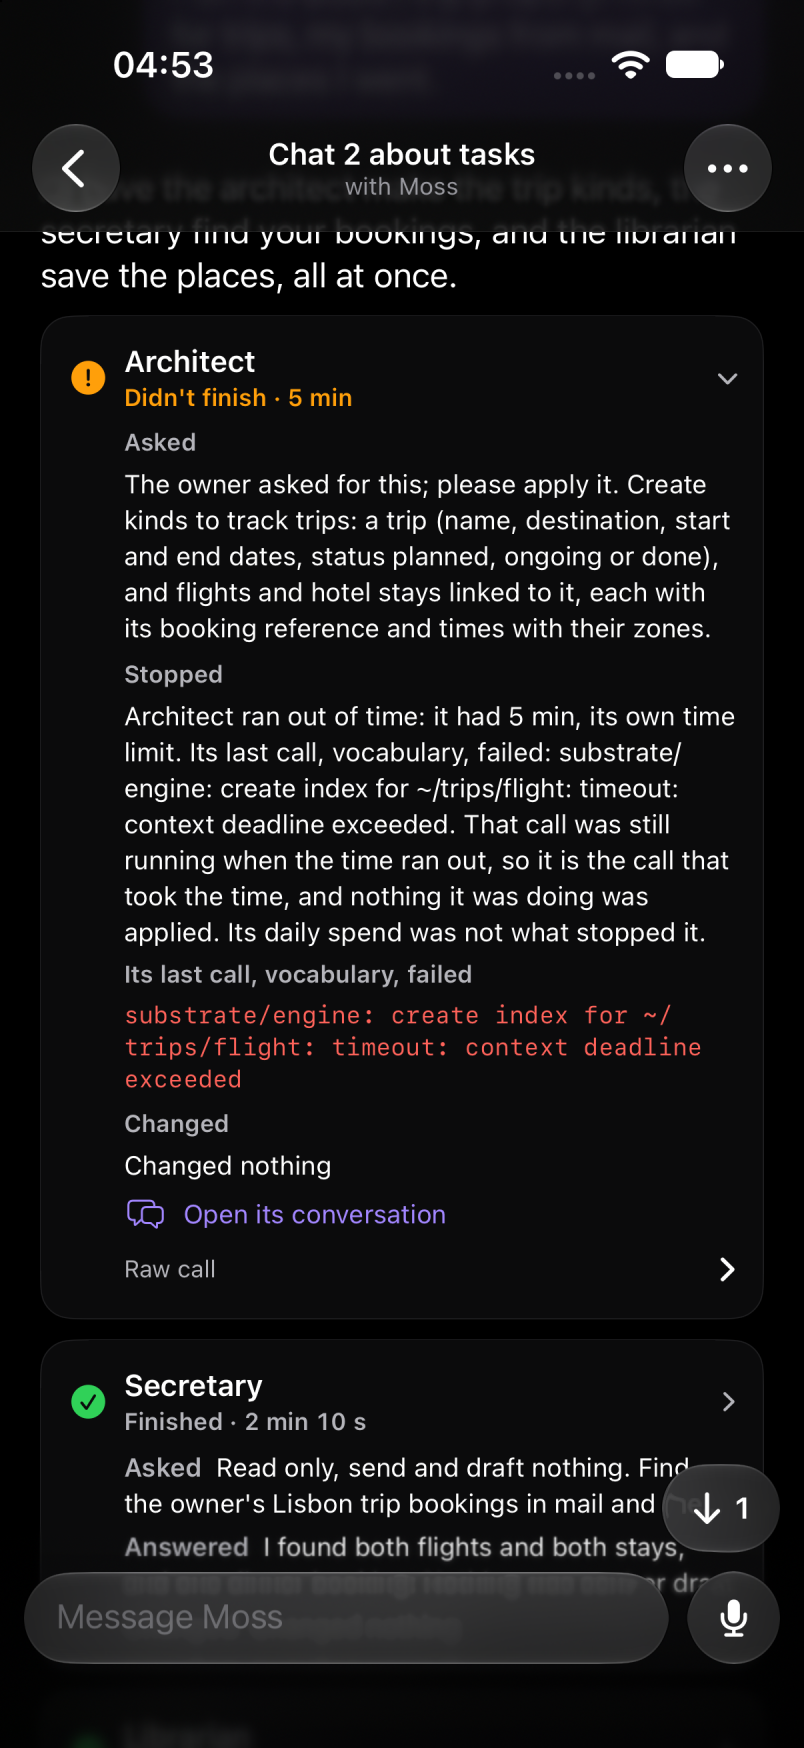 04:53
Chat 2 about tasks
with Moss
secretary find your bookings, and the librarian
save the places, all at once.
Architect
Didn't finish · 5 min
Asked
The owner asked for this; please apply it. Create
kinds to track trips: a trip (name, destination, start
and end dates, status planned, ongoing or done),
and flights and hotel stays linked to it, each with
its booking reference and times with their zones.
Stopped
Architect ran out of time: it had 5 min, its own time
limit. Its last call, vocabulary, failed: substrate/
engine: create index for ~/trips/flight: timeout:
context deadline exceeded. That call was still
running when the time ran out, so it is the call that
took the time, and nothing it was doing was
applied. Its daily spend was not what stopped it.
Its last call, vocabulary, failed
substrate/engine: create index for ~/
trips/flight: timeout: context deadline
exceeded
Changed
Changed nothing
Open its conversation
Raw call
Secretary
Finished · 2 min 10 s
Asked Read only, send and draft nothing. Find
the owner's Lisbon trip bookings in mail and
1
Answered I found both flights and both stays,
Message Moss
Librarian